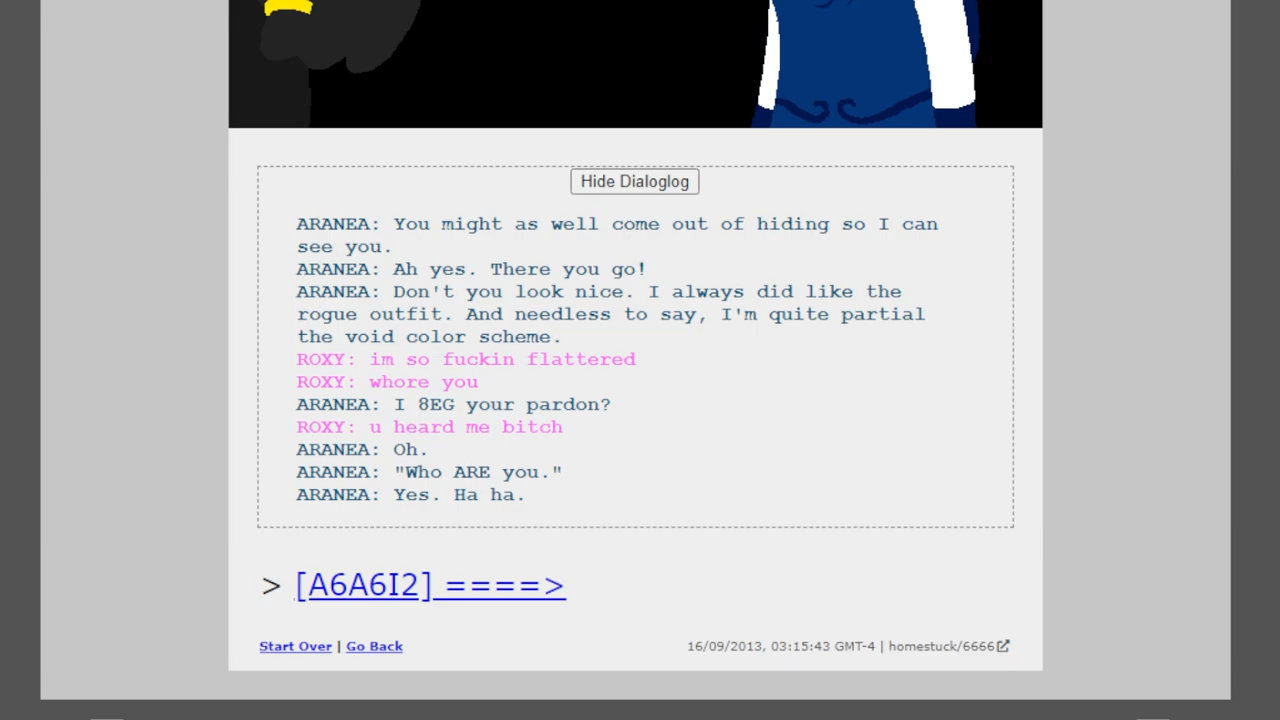 Hide Dialoglog
ARANEA: You might as well come out of hiding so I can
see you.
ARANEA: Ah yes. There you go!
ARANEA: Don't you look nice. I always did like the
rogue outfit. And needless to say, I'm quite partial
the void color scheme.
ROXY: im so fuckin flattered
ROXY: whore you
ARANEA: I 8EG your pardon?
ROXY: u heard me bitch
ARANEA: Oh.
ARANEA: "Who ARE you."
ARANEA: Yes. Ha ha.
> [A6A6I2] ====>
Start Over | Go Back
16/09/2013, 03:15:43 GMT-4 | homestuck/6666